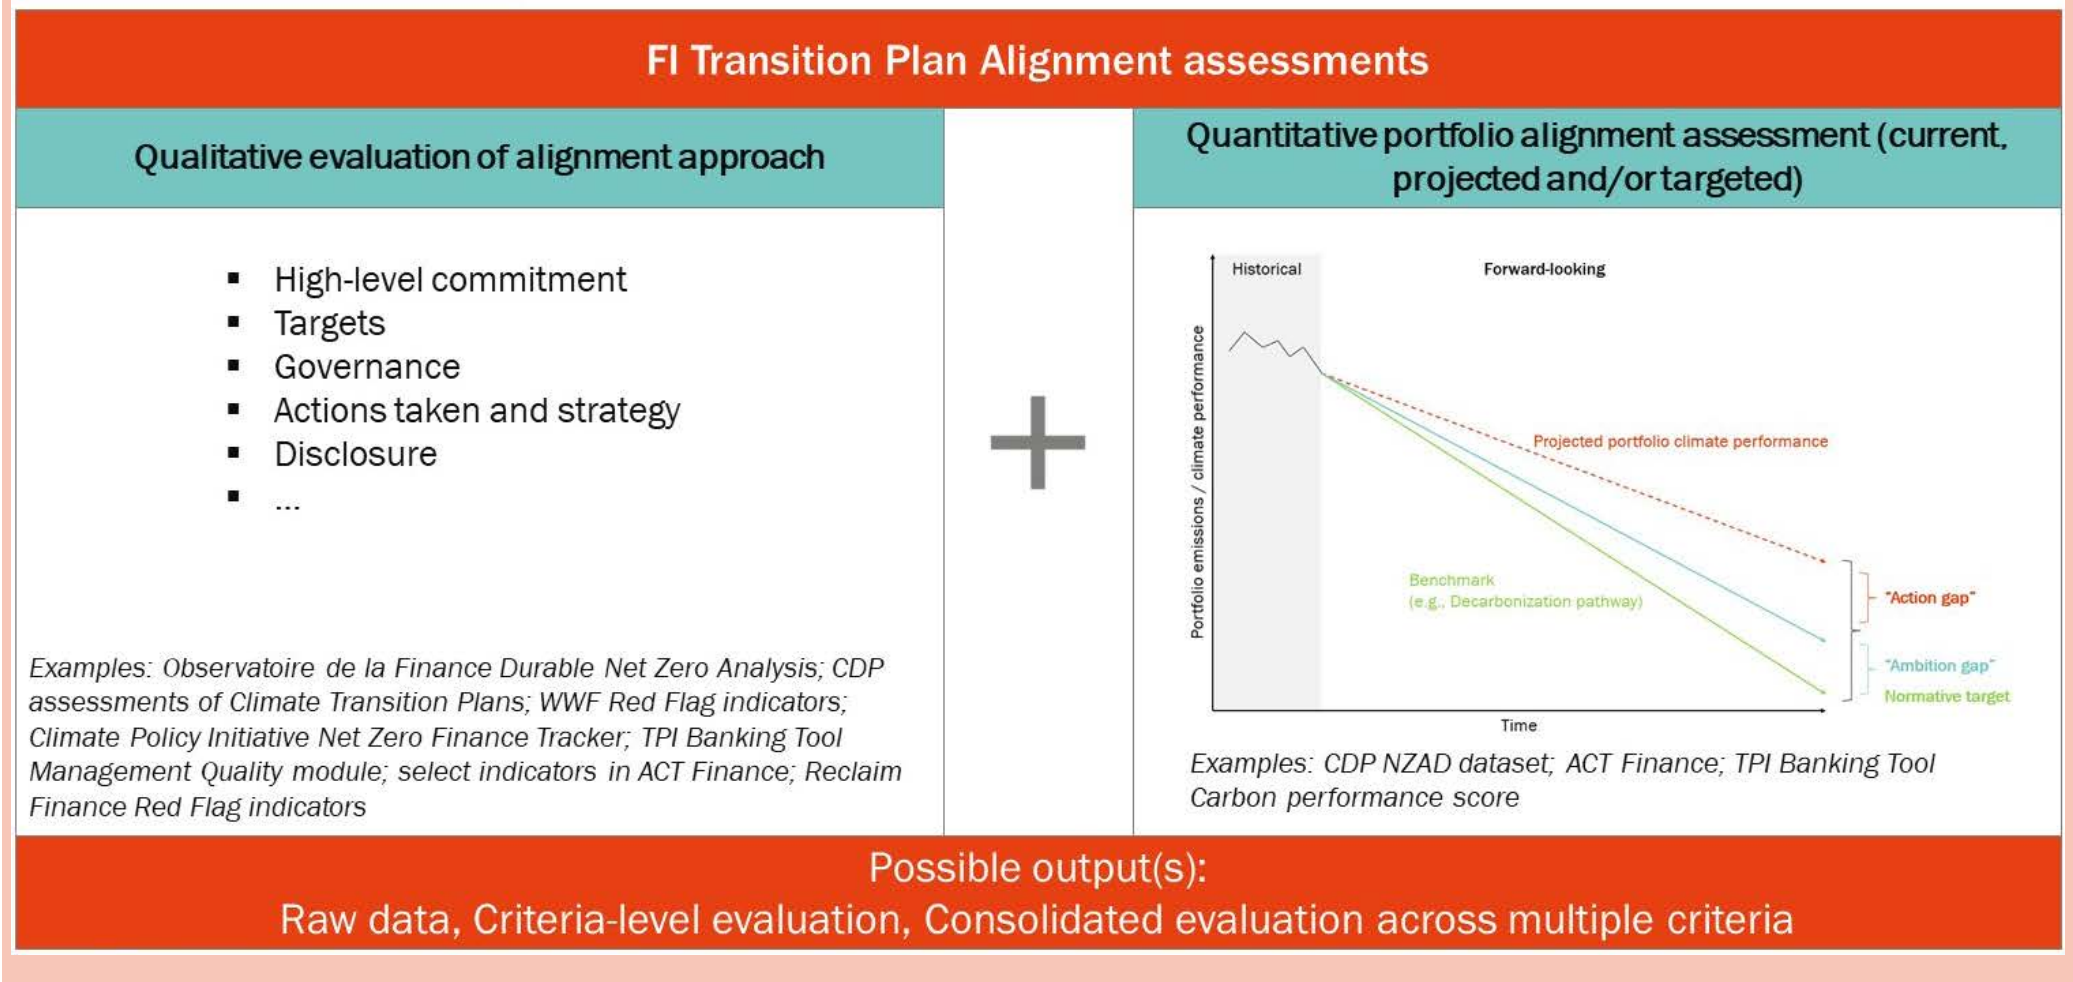 FI Transition Plan Alignment assessments
Qualitative evaluation of alignment approach
▪ High-level commitment
▪ Targets
▪ Governance
▪ Actions taken and strategy
▪ Disclosure
▪ ...
Examples: Observatoire de la Finance Durable Net Zero Analysis; CDP
assessments of Climate Transition Plans; WWF Red Flag indicators;
Climate Policy Initiative Net Zero Finance Tracker; TPI Banking Tool
Management Quality module; select indicators in ACT Finance; Reclaim
Finance Red Flag indicators
+
Quantitative portfolio alignment assessment (current,
projected and/or targeted)
Historical
Forward-looking
Portfolio emissions / climate performance
Projected portfolio climate performance
Benchmark
(e.g., Decarbonization pathway)
"Action gap"
"Ambition gap"
Normative target
Time
Examples: CDP NZAD dataset; ACT Finance; TPI Banking Tool
Carbon performance score
Possible output(s):
Raw data, Criteria-level evaluation, Consolidated evaluation across multiple criteria